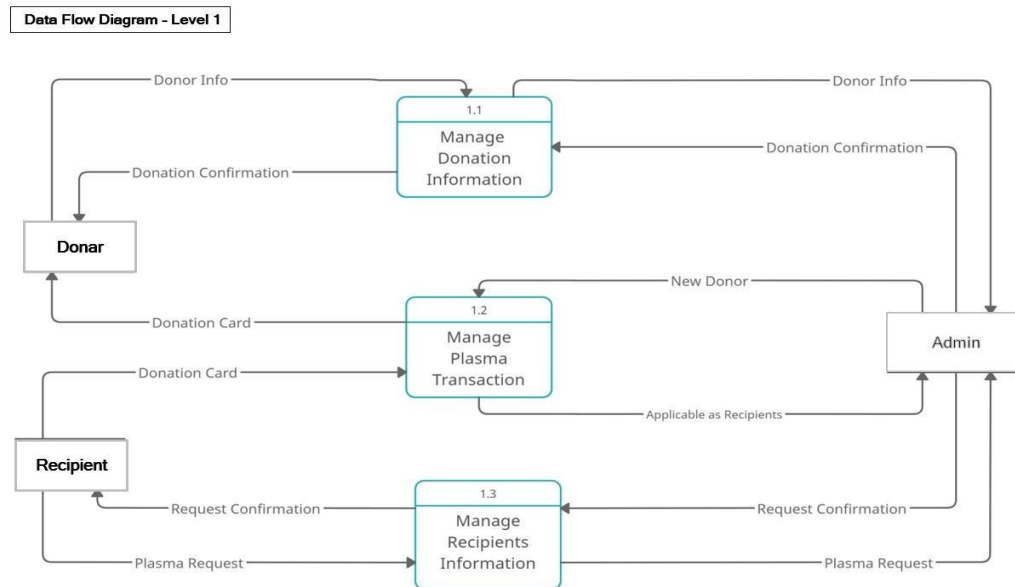 Data Flow Diagram - Level 1
Donor Info
Donor Info
1.1
Manage
Donation
Information
Donation Confirmation
Donation Confirmation
Donar
New Donor
1.2
Manage
Plasma
Transaction
Donation Card
Admin
Donation Card
Applicable as Recipients
Recipient
1.3
Manage
Recipients
Information
Request Confirmation
Request Confirmation
Plasma Request
Plasma Request